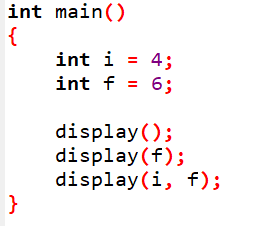 int main()
{
    int i = 4;
    int f = 6;

    display();
    display(f);
    display(i, f);
}